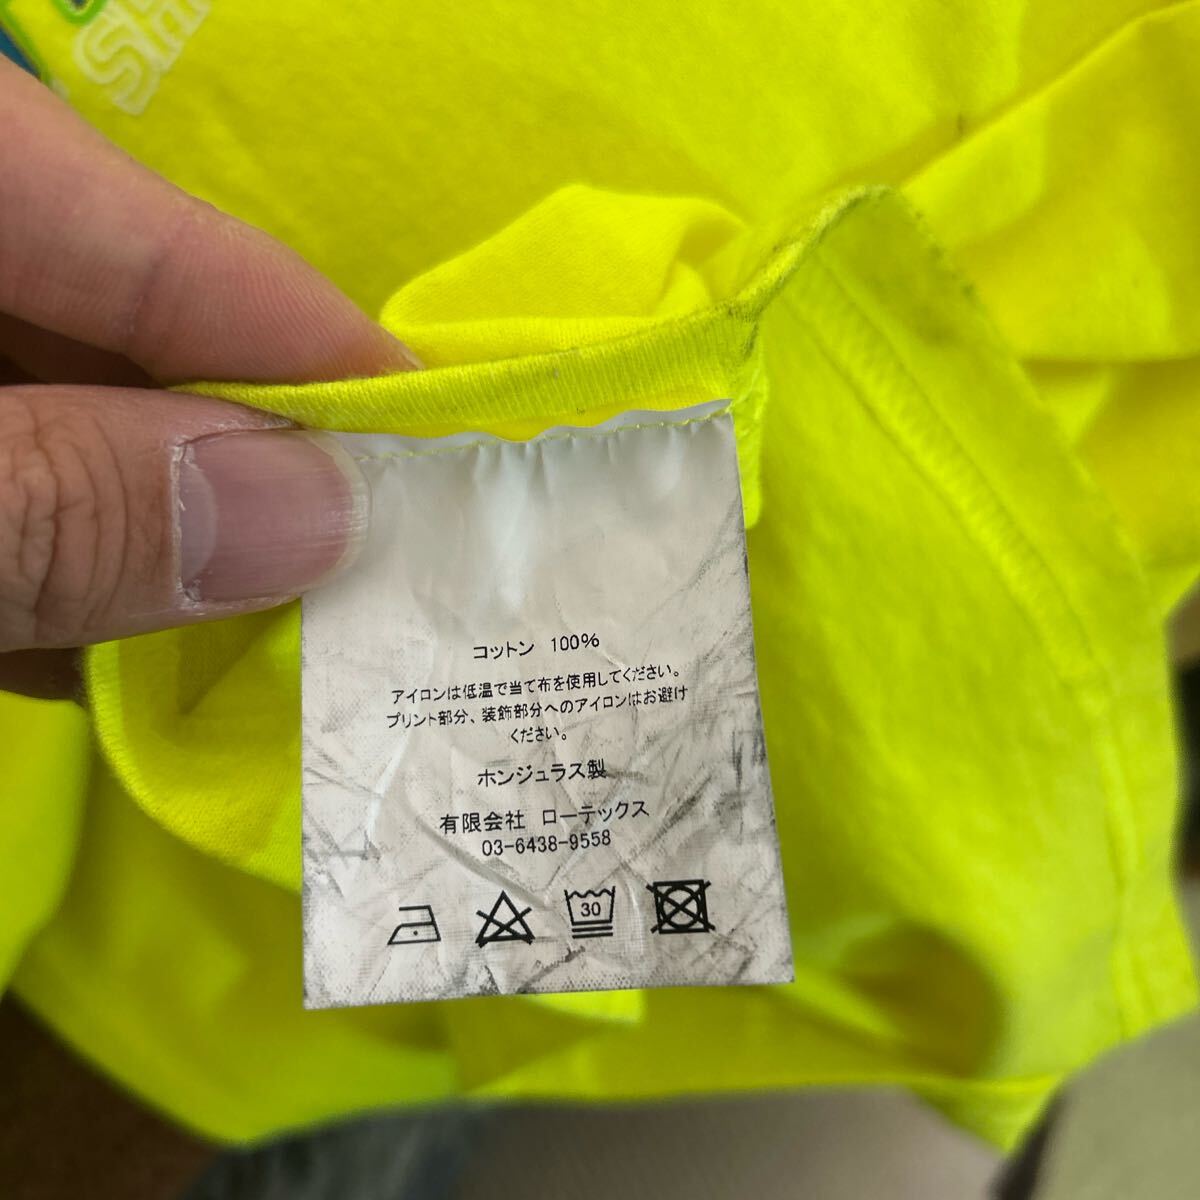 コットン 100%
アイロンは低温で当て布を使用してください。
プリント部分、装飾部分へのアイロンはお避け
ください。
ホンジュラス製
有限会社 ローテックス
03-6438-9558
30